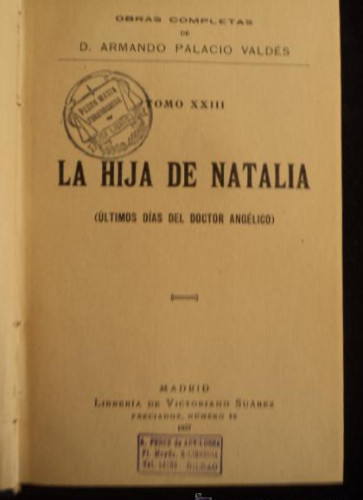 OBRAS COMPLETAS
DE
D. ARMANDO PALACIO VALDÉS
TOMO XXIII
LA HIJA DE NATALIA
(ÚLTIMOS DÍAS DEL DOCTOR ANGÉLICO)
MADRID
LIBRERÍA DE VICTORIANO SUÁREZ
PRECIADOS, NÚMERO
BILBAO